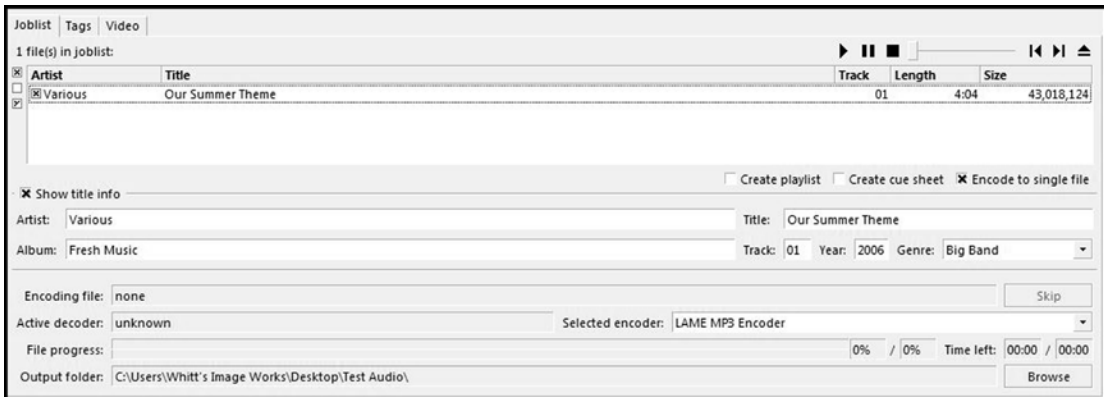 Joblist Tags Video
1 file(s) in joblist:
Artist Title Track Length Size
Various Our Summer Theme 01 4:04 43,018,124
Create playlist Create cue sheet Encode to single file
Show title info
Artist: Various Title: Our Summer Theme
Album: Fresh Music Track: 01 Year: 2006 Genre: Big Band
Encoding file: none Skip
Active decoder: unknown Selected encoder: LAME MP3 Encoder
File progress: 0% / 0% Time left: 00:00 / 00:00
Output folder: C:\Users\Whitt's Image Works\Desktop\Test Audio\ Browse